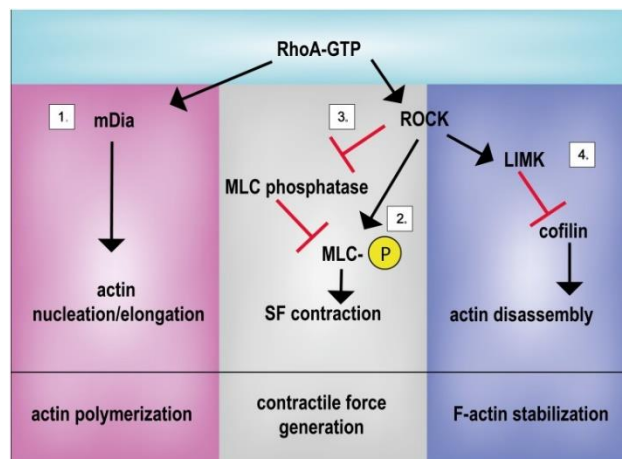 RhoA-GTP
1.
mDia
actin
nucleation/elongation
actin polymerization
3.
ROCK
MLC phosphatase
2.
MLC- P
SF contraction
contractile force
generation
4.
LIMK
cofilin
actin disassembly
F-actin stabilization